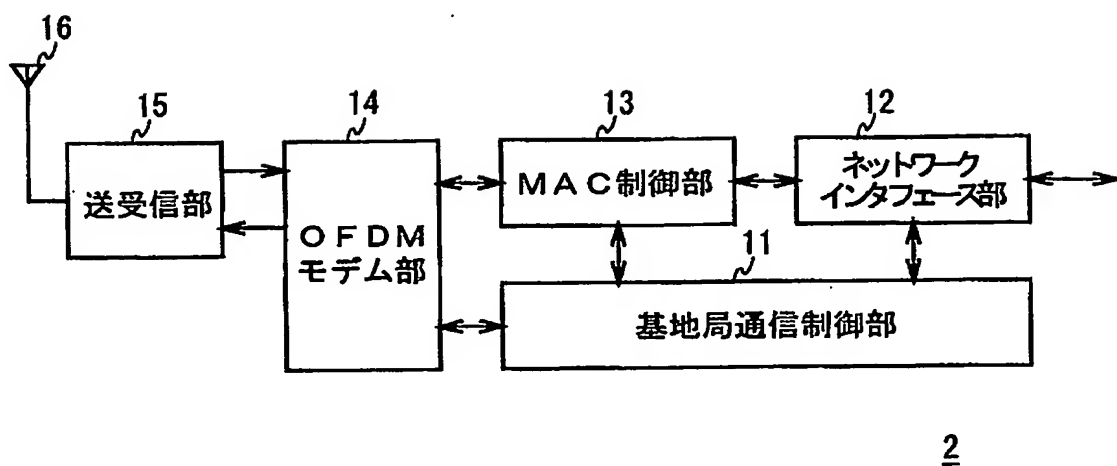 16
15
送受信部
14
OFDM
モデム部
13
MAC制御部
12
ネットワーク
インタフェース部
11
基地局通信制御部
2